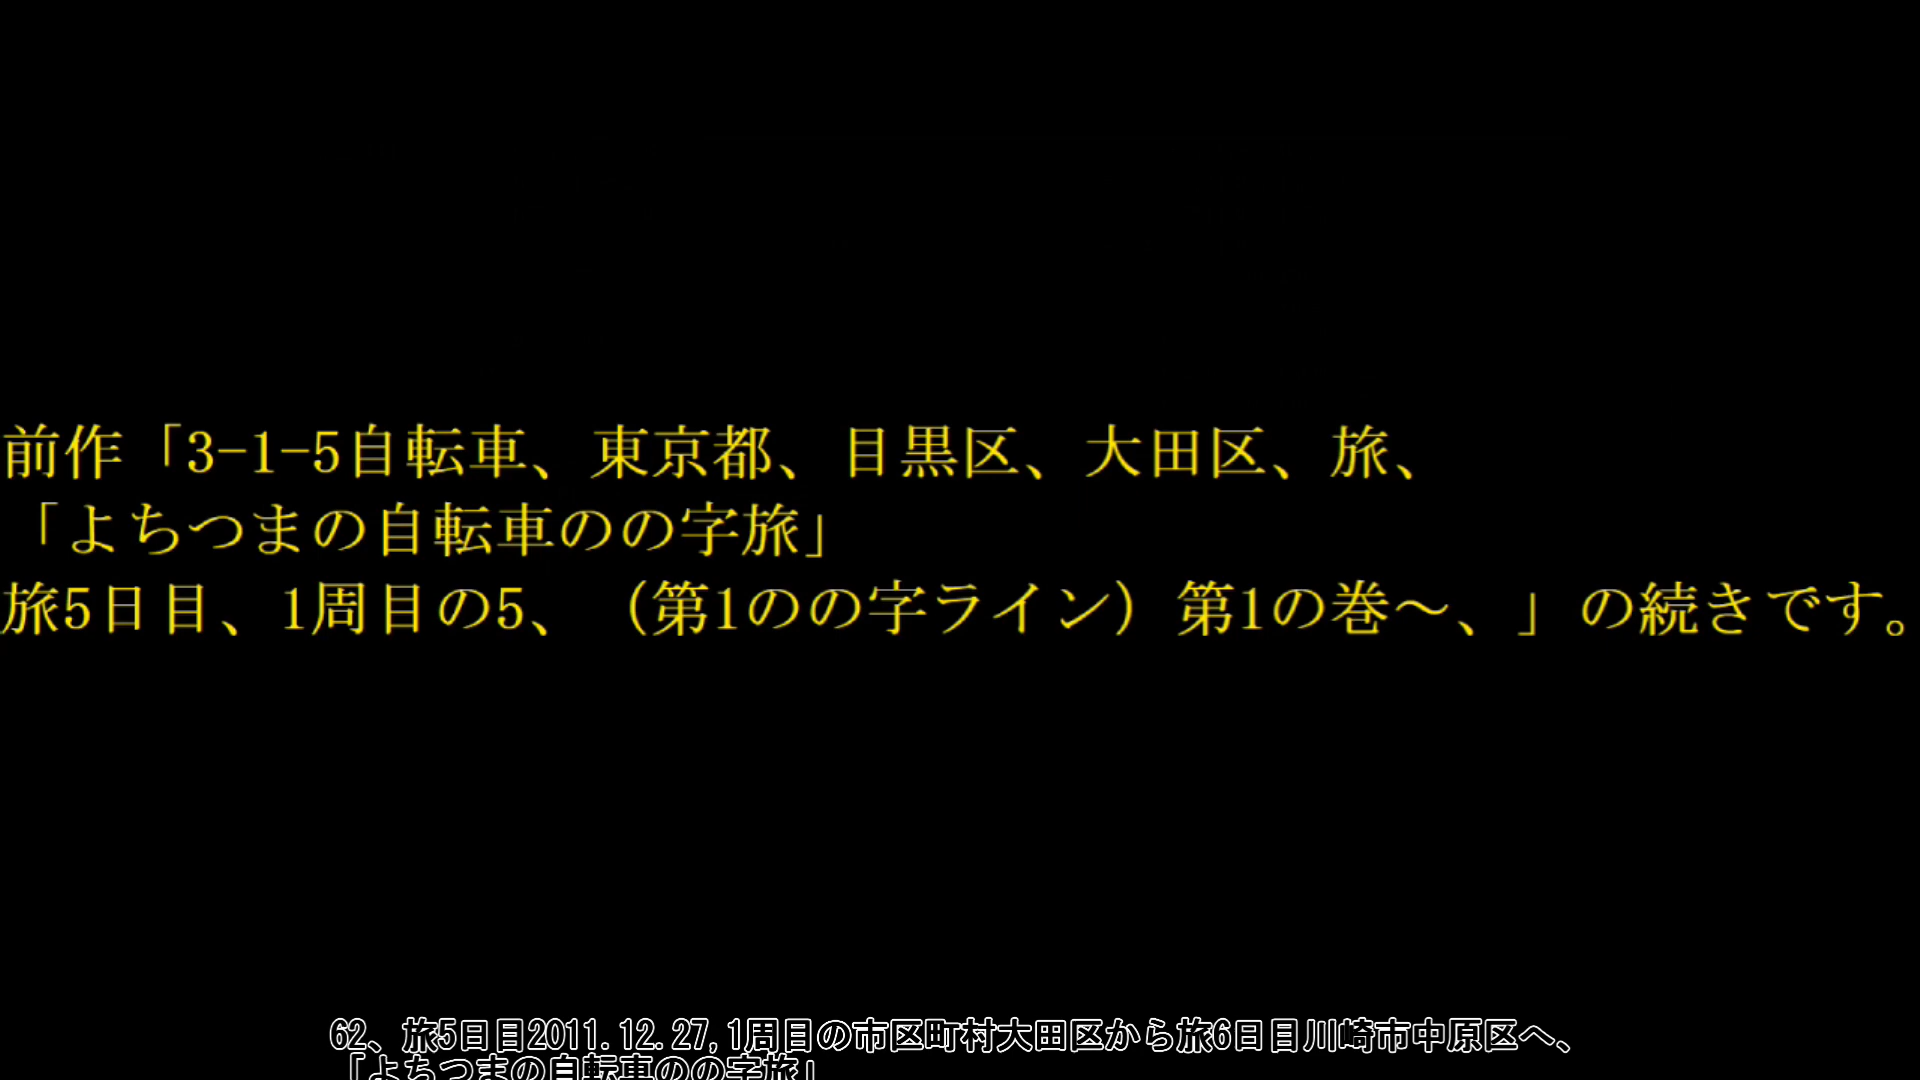 前作「3-1-5自転車、東京都、目黒区、大田区、旅、
「よちつまの自転車のの字旅」
旅5日目、1周目の5、（第1のの字ライン）第1の巻～、」の続きです。
62、旅5日目2011.12.27,1周目の市区町村大田区から旅6日目川崎市中原区へ、
「よちつまの自転車のの字旅」